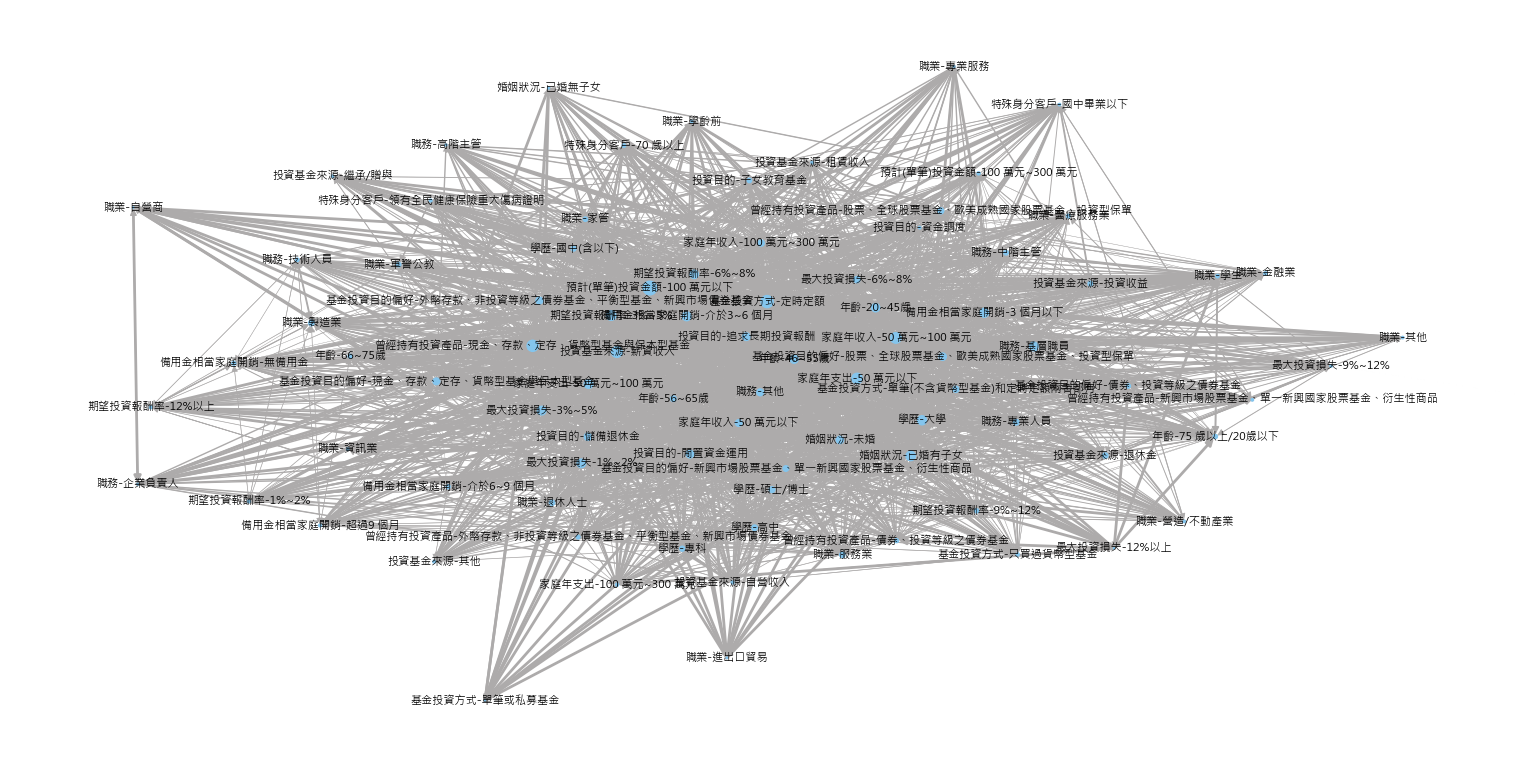 職業-專業服務
婚姻狀況-已婚無子女
特殊身分客戶-國中畢業以下
職業-學齡前
職務-高階主管
特殊身分客戶-70 歲以上
投資基金來源-租賃收入
預計(單筆)投資金額-100 萬元~300 萬元
投資基金來源-繼承/贈與
投資目的-子女教育基金
特殊身分客戶-領有全民健康保險重大傷病證明
職業-自營商
曾經持有投資產品-股票、全球股票基金、歐美成熟國家股票基金、投資型保單
職業-醫療服務業
職業-家管
投資目的-資金調度
家庭年收入-100 萬元~300 萬元
學歷-國中(含以下)
職務-中階主管
職務-技術人員
職業-軍警公教
期望投資報酬率-6%~8%
職業-學生
職業-金融業
最大投資損失-6%~8%
投資基金來源-投資收益
預計(單筆)投資金額-100 萬元以下
基金投資目的偏好-外幣存款、非投資等級之債券基金、平衡型基金、新興市場債券基金
基金投資方式-定時定額
年齡-20~45歲
備用金相當家庭開銷-3 個月以下
期望投資報酬率-3%~5%
備用金相當家庭開銷-介於3~6 個月
職業-製造業
投資目的-追求長期投資報酬
家庭年收入-50 萬元~100 萬元
職業-其他
曾經持有投資產品-現金、存款、定存、貨幣型基金與保本型基金
職務-基層職員
投資基金來源-薪資收入
年齡-66~75歲
基金投資目的偏好-股票、全球股票基金、歐美成熟國家股票基金、投資型保單
年齡-46~55歲
備用金相當家庭開銷-無備用金
最大投資損失-9%~12%
家庭年支出-50 萬元以下
基金投資目的偏好-現金、存款、定存、貨幣型基金與保本型基金
家庭年支出-50 萬元~100 萬元
基金投資目的偏好-債券、投資等級之債券基金
基金投資方式-單筆(不含貨幣型基金)和定時定額兩者都有
職務-其他
年齡-56~65歲
曾經持有投資產品-新興市場股票基金、單一新興國家股票基金、衍生性商品
期望投資報酬率-12%以上
最大投資損失-3%~5%
學歷-大學
職務-專業人員
家庭年收入-50 萬元以下
投資目的-儲備退休金
年齡-75 歲以上/20歲以下
婚姻狀況-未婚
職業-資訊業
投資目的-閒置資金運用
婚姻狀況-已婚有子女
投資基金來源-退休金
最大投資損失-1%~2%
基金投資目的偏好-新興市場股票基金、單一新興國家股票基金、衍生性商品
職務-企業負責人
備用金相當家庭開銷-介於6~9 個月
學歷-碩士/博士
期望投資報酬率-1%~2%
職業-退休人士
期望投資報酬率-9%~12%
備用金相當家庭開銷-超過9 個月
職業-營造/不動產業
學歷-高中
曾經持有投資產品-外幣存款、非投資等級之債券基金、平衡型基金、新興市場債券基金
曾經持有投資產品-債券、投資等級之債券基金
學歷-專科
最大投資損失-12%以上
職業-服務業
基金投資方式-只買過貨幣型基金
投資基金來源-其他
家庭年支出-100 萬元~300 萬元
投資基金來源-自營收入
職業-進出口貿易
基金投資方式-單筆或私募基金